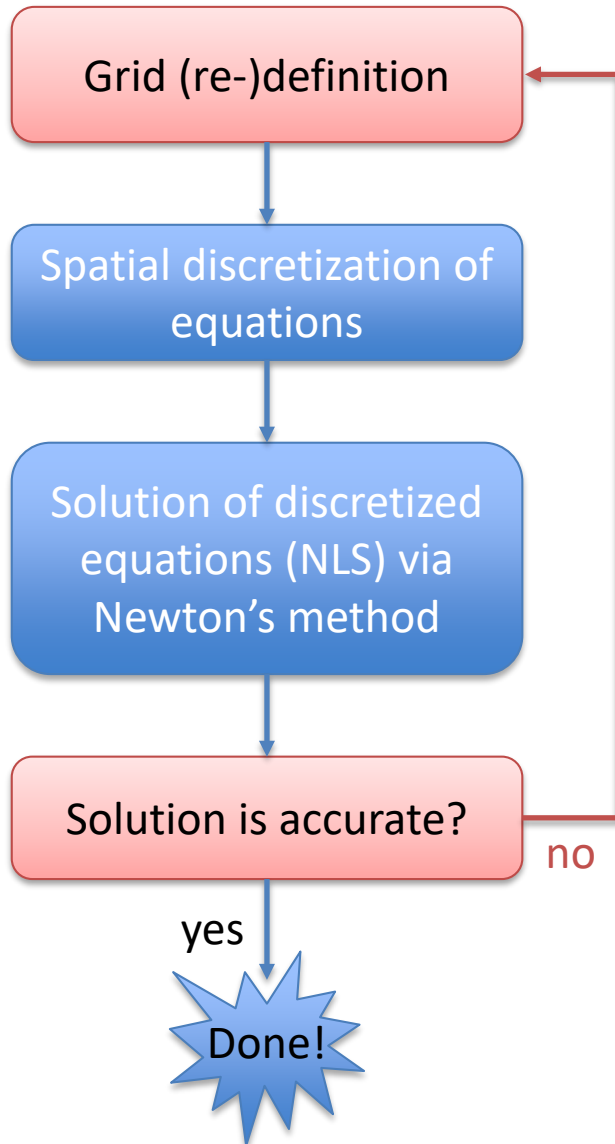 Grid (re-)definition
Spatial discretization of
equations
Solution of discretized
equations (NLS) via
Newton’s method
Solution is accurate?
no
yes
Done!